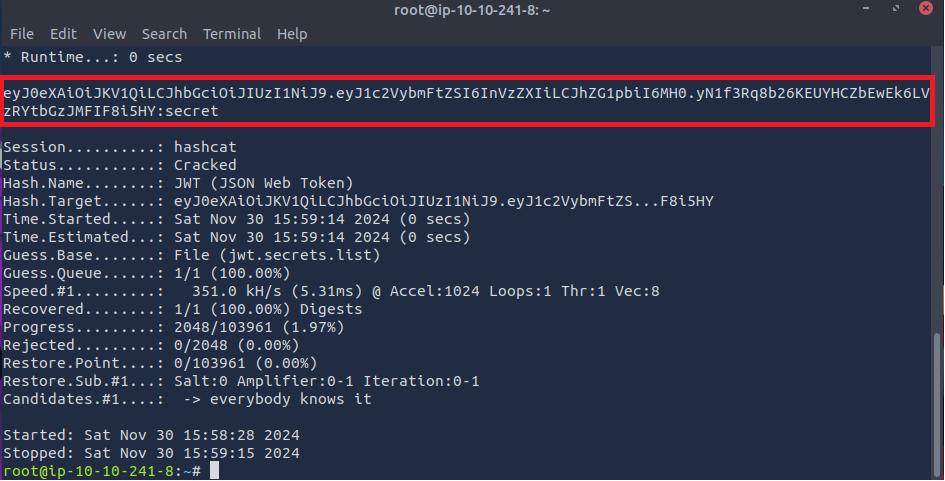 root@ip-10-10-241-8: ~
File Edit View Search Terminal Help
* Runtime...: 0 secs
eyJ0eXAiOiJKV1QiLCJhbGciOiJIUzI1NiJ9.eyJ1c2VybmFtZSI6InVzZXIiLCJhZG1pbiI6MH0.yN1f3Rq8b26KEUYHCZbEwEk6LV
zRYtbGzJMFIF8i5HY:secret
Session..........: hashcat
Status...........: Cracked
Hash.Name........: JWT (JSON Web Token)
Hash.Target......: eyJ0eXAiOiJKV1QiLCJhbGciOiJIUzI1NiJ9.eyJ1c2VybmFtZS...F8i5HY
Time.Started.....: Sat Nov 30 15:59:14 2024 (0 secs)
Time.Estimated...: Sat Nov 30 15:59:14 2024 (0 secs)
Guess.Base.......: File (jwt.secrets.list)
Guess.Queue......: 1/1 (100.00%)
Speed.#1.........:   351.0 kH/s (5.31ms) @ Accel:1024 Loops:1 Thr:1 Vec:8
Recovered........: 1/1 (100.00%) Digests
Progress.........: 2048/103961 (1.97%)
Rejected.........: 0/2048 (0.00%)
Restore.Point....: 0/103961 (0.00%)
Restore.Sub.#1...: Salt:0 Amplifier:0-1 Iteration:0-1
Candidates.#1....:  -> everybody knows it
Started: Sat Nov 30 15:58:28 2024
Stopped: Sat Nov 30 15:59:15 2024
root@ip-10-10-241-8:~#